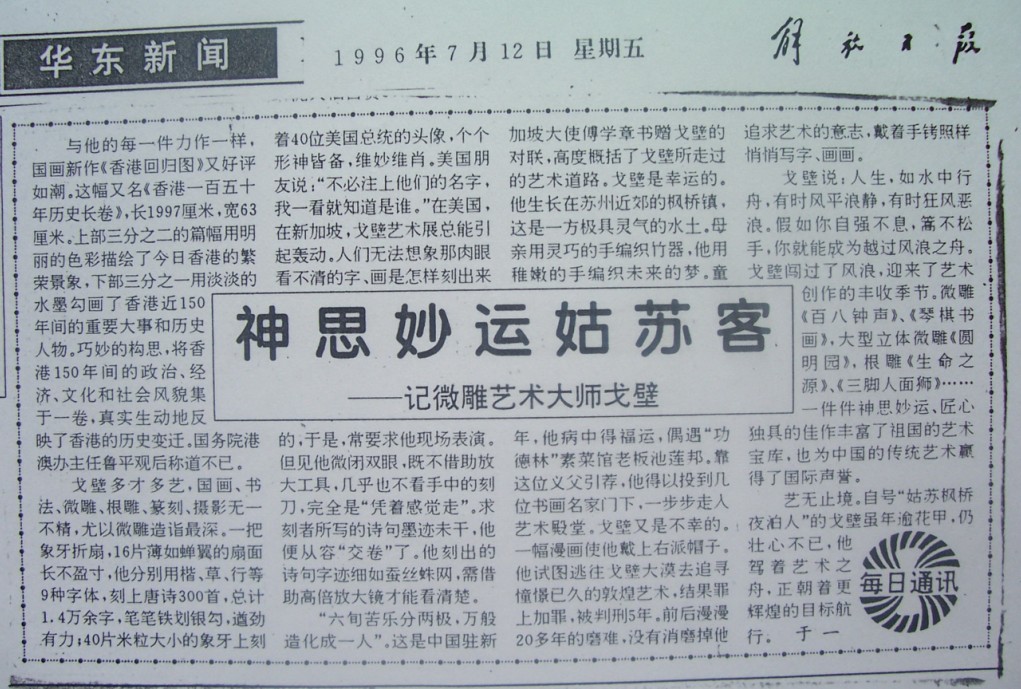 华东新闻
1996年7月12日 星期五
解放日报
神思妙运姑苏客
——记微雕艺术大师戈壁
与他的每一件力作一样，
国画新作《香港回归图》又好评
如潮。这幅又名《香港一百五十
年历史长卷》，长1997厘米，宽63
厘米。上部三分之二的篇幅用明
丽的色彩描绘了今日香港的繁
荣景象，下部三分之一用淡淡的
水墨勾画了香港近150
年间的重要大事和历史
人物。巧妙的构思，将香
港150年间的政治、经
济、文化和社会风貌集
于一卷，真实生动地反
映了香港的历史变迁。国务院港
澳办主任鲁平观后称道不已。
戈壁多才多艺，国画、书
法、微雕、根雕、篆刻、摄影无一
不精，尤以微雕造诣最深。一把
象牙折扇，16片薄如蝉翼的扇面
长不盈寸，他分别用楷、草、行等
9种字体，刻上唐诗300首，总计
1.4万余字，笔笔铁划银勾，遒劲
有力；40片米粒大小的象牙上刻
着40位美国总统的头像，个个
形神皆备，维妙维肖。美国朋
友说：“不必注上他们的名字，
我一看就知道是谁。”在美国，
在新加坡，戈壁艺术展总能引
起轰动。人们无法想象那肉眼
看不清的字、画是怎样刻出来
的，于是，常要求他现场表演。
但见他微闭双眼，既不借助放
大工具，几乎也不看手中的刻
刀，完全是“凭着感觉走”。求
刻者所写的诗句墨迹未干，他
便从容“交卷”了。他刻出的
诗句字迹细如蚕丝蛛网，需借
助高倍放大镜才能看清楚。
“六旬苦乐分两极，万般
造化成一人”。这是中国驻新
加坡大使傅学章书赠戈壁的
对联，高度概括了戈壁所走过
的艺术道路。戈壁是幸运的。
他生长在苏州近郊的枫桥镇，
这是一方极具灵气的水土。母
亲用灵巧的手编织竹器，他用
稚嫩的手编织未来的梦。童
年，他病中得福运，偶遇“功
德林”素菜馆老板池莲邦。靠
这位义父引荐，他得以投到几
位书画名家门下，一步步走人
艺术殿堂。戈壁又是不幸的。
一幅漫画使他戴上右派帽子。
他试图逃往戈壁大漠去追寻
憧憬已久的敦煌艺术，结果罪
上加罪，被判刑5年。前后漫漫
20多年的磨难，没有消磨掉他
追求艺术的意志，戴着手铐照样
悄悄写字、画画。
戈壁说：人生，如水中行
舟，有时风平浪静，有时狂风恶
浪。假如你自强不息，篙不松
手，你就能成为越过风浪之舟。
戈壁闯过了风浪，迎来了艺术
创作的丰收季节。微雕
《百八钟声》、《琴棋书
画》，大型立体微雕《圆
明园》，根雕《生命之
源》、《三脚人面狮》……
一件件神思妙运、匠心
独具的佳作丰富了祖国的艺术
宝库，也为中国的传统艺术赢
得了国际声誉。
艺无止境。自号“姑苏枫桥
夜泊人”的戈壁虽年逾花甲，仍
壮心不已，他
驾着艺术之
舟，正朝着更
辉煌的目标航
行。 于一
每日通讯